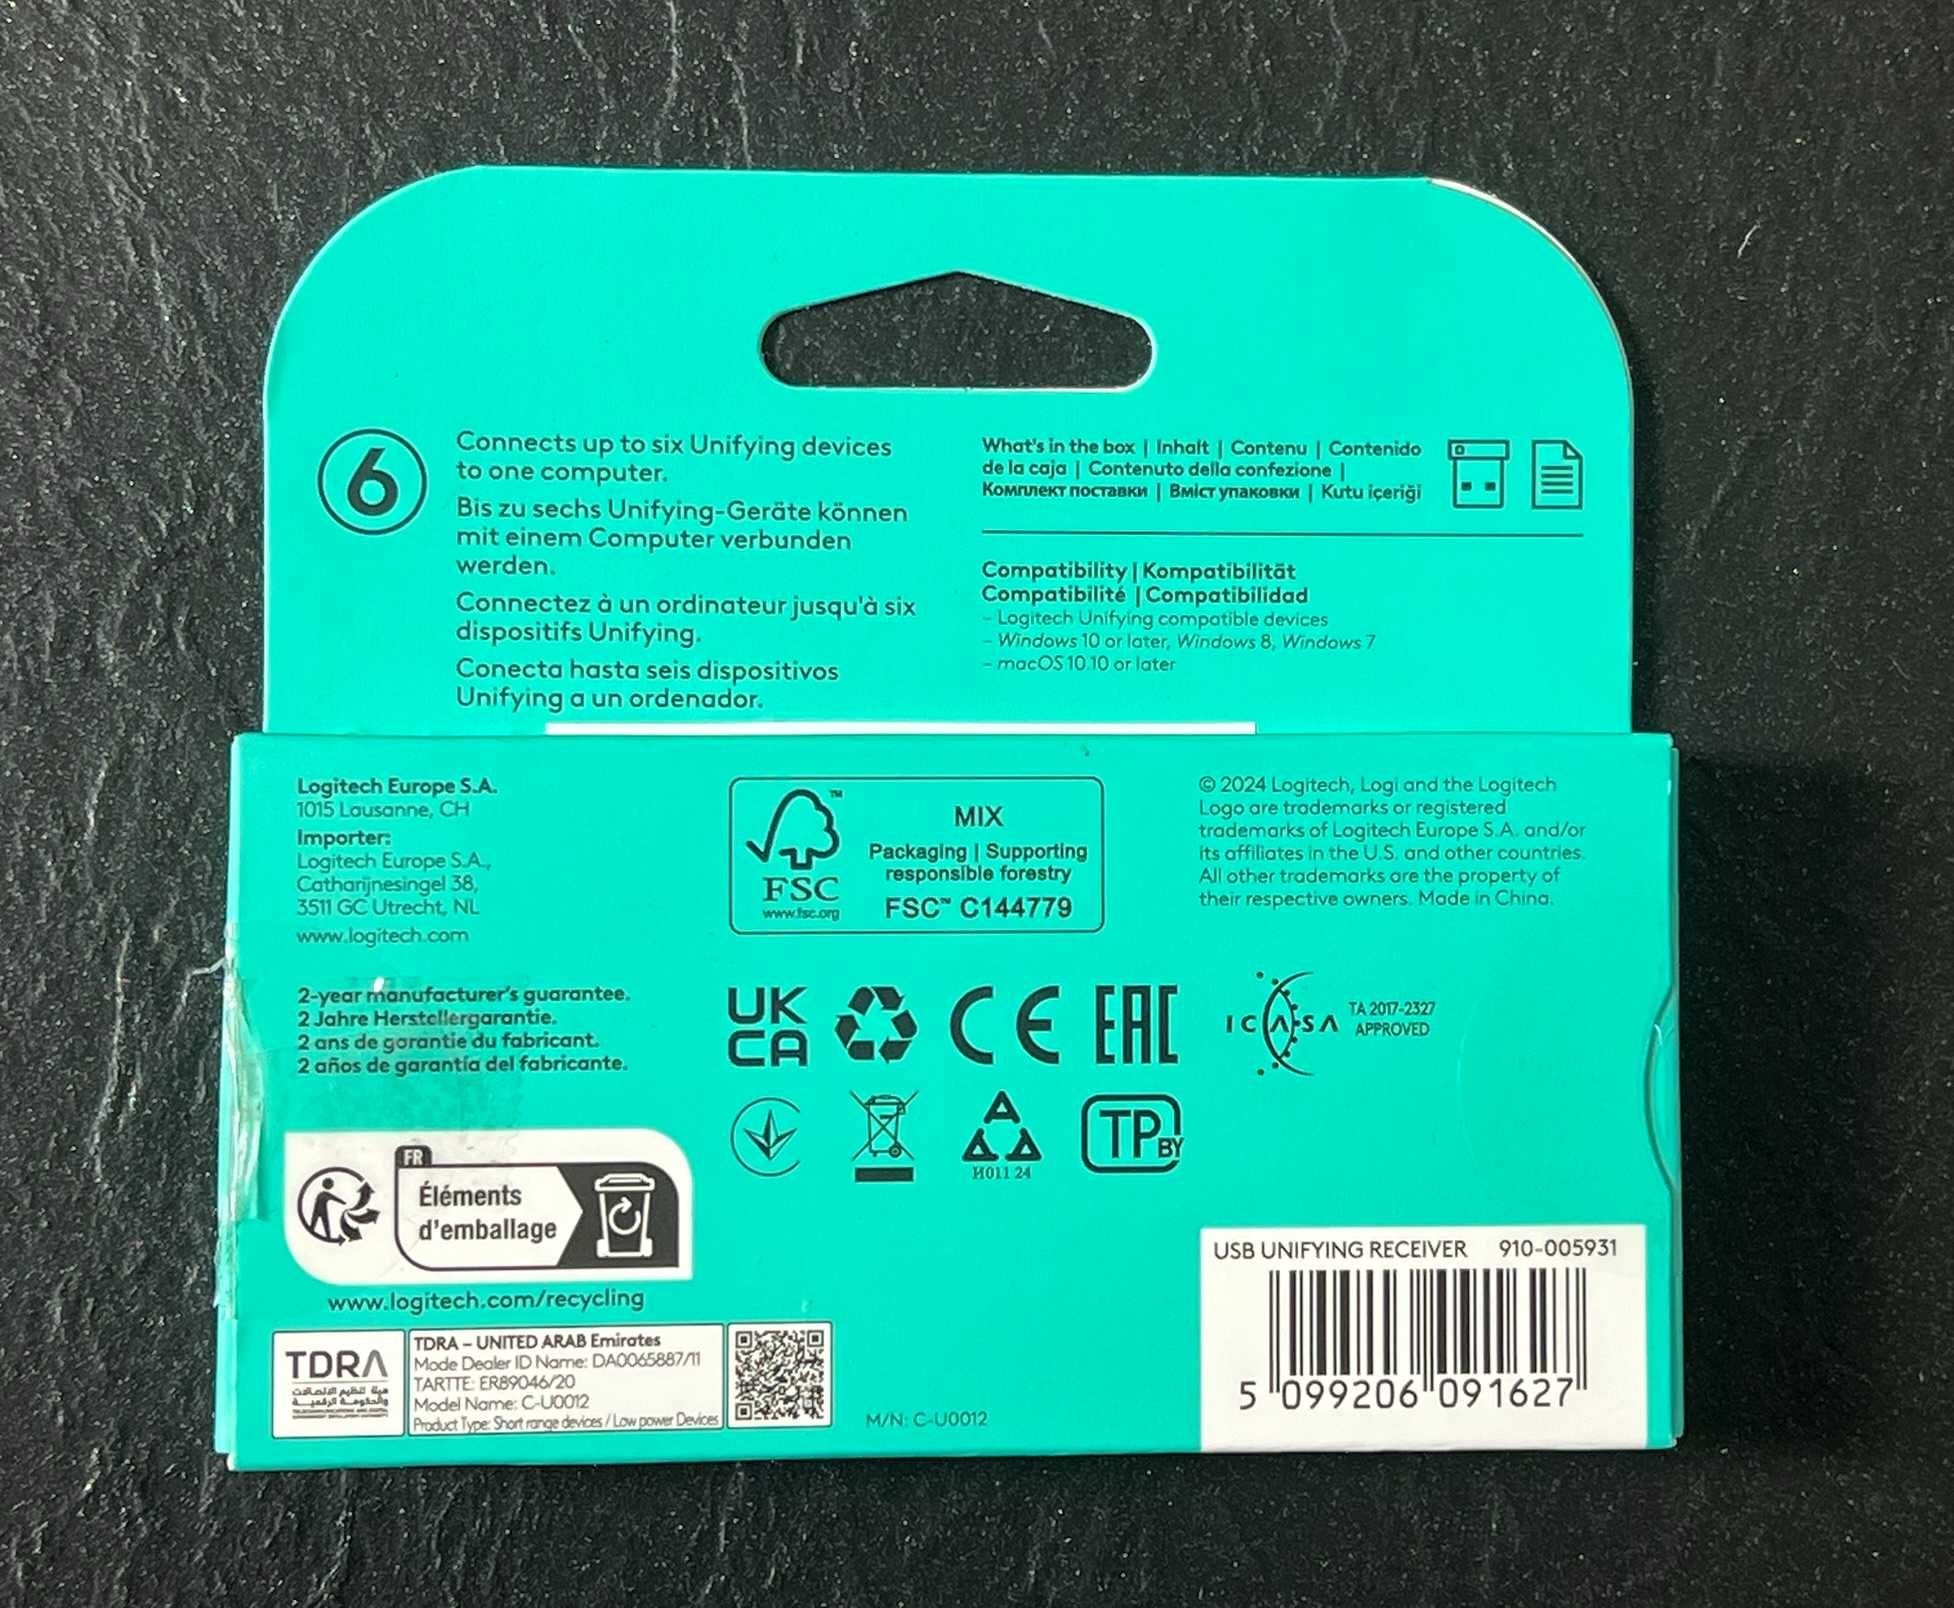 6
Connects up to six Unifying devices
to one computer.
Bis zu sechs Unifying-Geräte können
mit einem Computer verbunden
werden.
Connectez à un ordinateur jusqu'à six
dispositifs Unifying.
Conecta hasta seis dispositivos
Unifying a un ordenador.
What's in the box | Inhalt | Contenu | Contenido
de la caja | Contenuto della confezione |
Комплект поставки | Вміст упаковки | Kutu içeriği
Compatibility | Kompatibilität
Compatibilité | Compatibilidad
- Logitech Unifying compatible devices
- Windows 10 or later, Windows 8, Windows 7
- macOS 10.10 or later
Logitech Europe S.A.
1015 Lausanne, CH
Importer:
Logitech Europe S.A.,
Catharijnesingel 38,
3511 GC Utrecht, NL
www.logitech.com
2-year manufacturer's guarantee.
2 Jahre Herstellergarantie.
2 ans de garantie du fabricant.
2 años de garantía del fabricante.
FR
Éléments
d'emballage
www.logitech.com/recycling
TDRA
TDRA – UNITED ARAB Emirates
Mode Dealer ID Name: DA0065887/11
TARTTE: ER89046/20
Model Name: C-U0012
Product Type: Short range devices / Low power Devices
FSC
www.fsc.org
MIX
Packaging | Supporting
responsible forestry
FSC™ C144779
UK
CA
CE
EAC
ICASA
TA 2017-2327
APPROVED
И011 24
TP BY
M/N: C-U0012
© 2024 Logitech, Logi and the Logitech
Logo are trademarks or registered
trademarks of Logitech Europe S.A. and/or
its affiliates in the U.S. and other countries.
All other trademarks are the property of
their respective owners. Made in China.
USB UNIFYING RECEIVER 910-005931
5 099206 091627